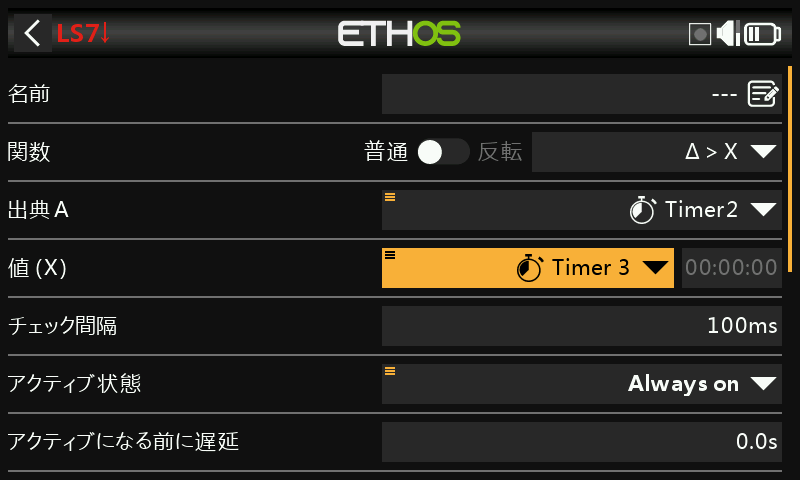 LS7↓ ETHOS
名前 ---
関数 普通 反転 Δ > X
出典 A Timer2
値 (X) Timer 3 00:00:00
チェック間隔 100ms
アクティブ状態 Always on
アクティブになる前に遅延 0.0s